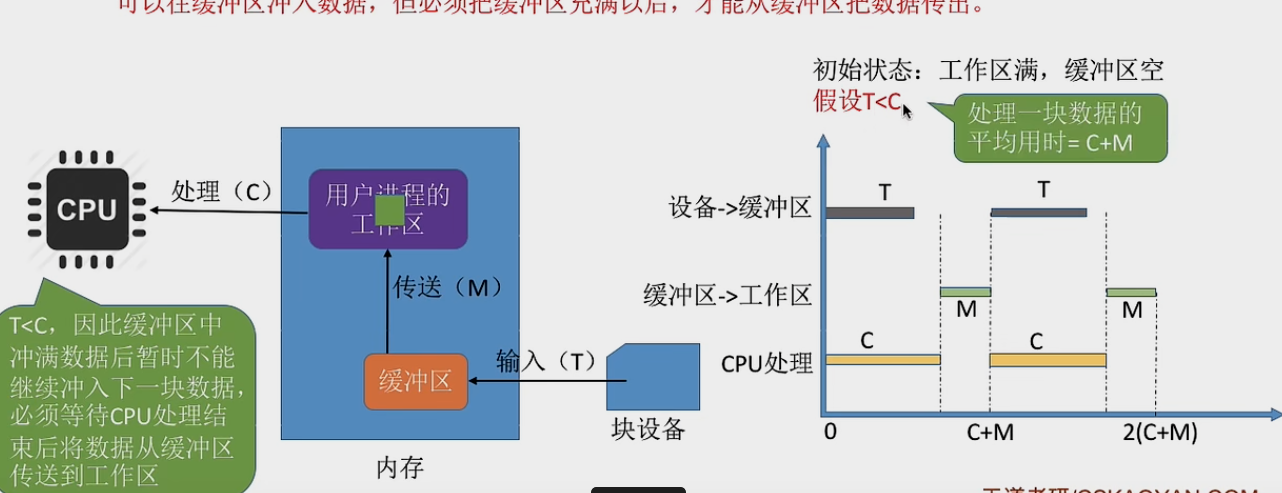 可以往缓冲区冲入数据，但必须把缓冲区充满以后，才能从缓冲区把数据传出。
初始状态：工作区满，缓冲区空
假设T<C
处理一块数据的
平均用时= C+M
CPU
处理（C）
用户进程的
工作区
传送（M）
缓冲区
输入（T）
块设备
内存
T<C，因此缓冲区中
冲满数据后暂时不能
继续冲入下一块数据，
必须等待CPU处理结
束后将数据从缓冲区
传送到工作区
设备->缓冲区
T
T
缓冲区->工作区
M
M
CPU处理
C
C
0
C+M
2(C+M)